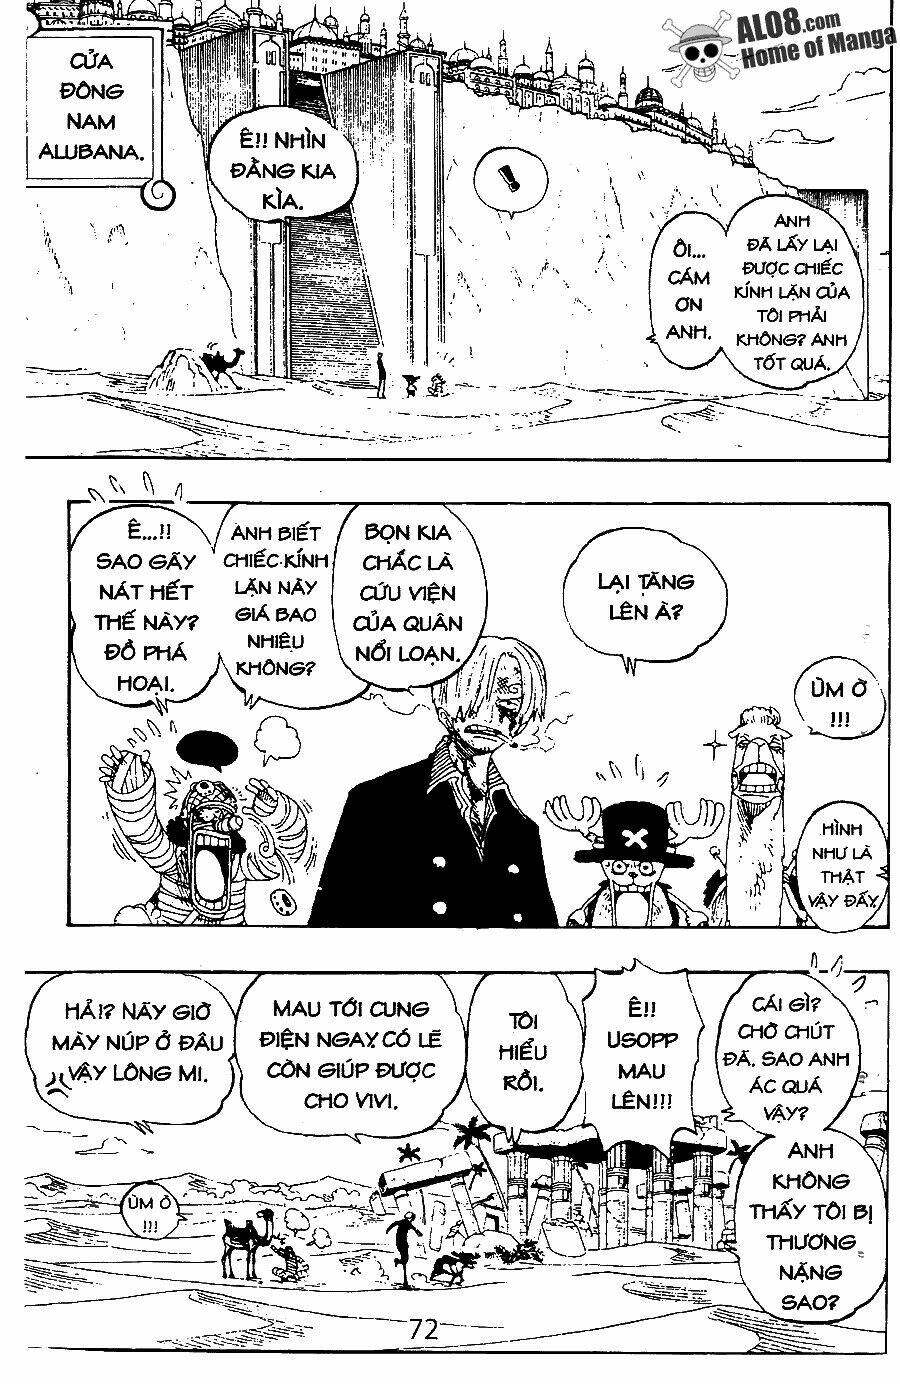 ALO8.com
Home of Manga
CỬA
ĐÔNG
NAM
ALUBANA.
Ê!! NHÌN
ĐẰNG KIA
KÌA.
!
ANH
ĐÃ LẤY LẠI
ĐƯỢC CHIẾC
KÍNH LẶN CỦA
TÔI PHẢI
KHÔNG? ANH
TỐT QUÁ.
ÔI...
CÁM
ƠN
ANH.
Ê...!!
SAO GÃY
NÁT HẾT
THẾ NÀY?
ĐỒ PHÁ
HOẠI.
ANH BIẾT
CHIẾC KÍNH
LẶN NÀY
GIÁ BAO
NHIÊU
KHÔNG?
BỌN KIA
CHẮC LÀ
CỨU VIỆN
CỦA QUÂN
NỔI LOẠN.
LẠI TĂNG
LÊN À?
ÙM Ờ
!!!
HÌNH
NHƯ LÀ
THẬT
VẬY ĐẤY.
HẢ!? NÃY GIỜ
MÀY NÚP Ở ĐÂU
VẬY LÔNG MI.
MAU TỚI CUNG
ĐIỆN NGAY. CÓ LẼ
CÒN GIÚP ĐƯỢC
CHO VIVI.
TÔI
HIỂU
RỒI.
Ê!!
USOPP
MAU
LÊN!!!
CÁI GÌ?
CHỜ CHÚT
ĐÃ. SAO ANH
ÁC QUÁ
VẬY?
ANH
KHÔNG
THẤY TÔI BỊ
THƯƠNG
NẶNG
SAO?
ÙM Ờ
!!!
72